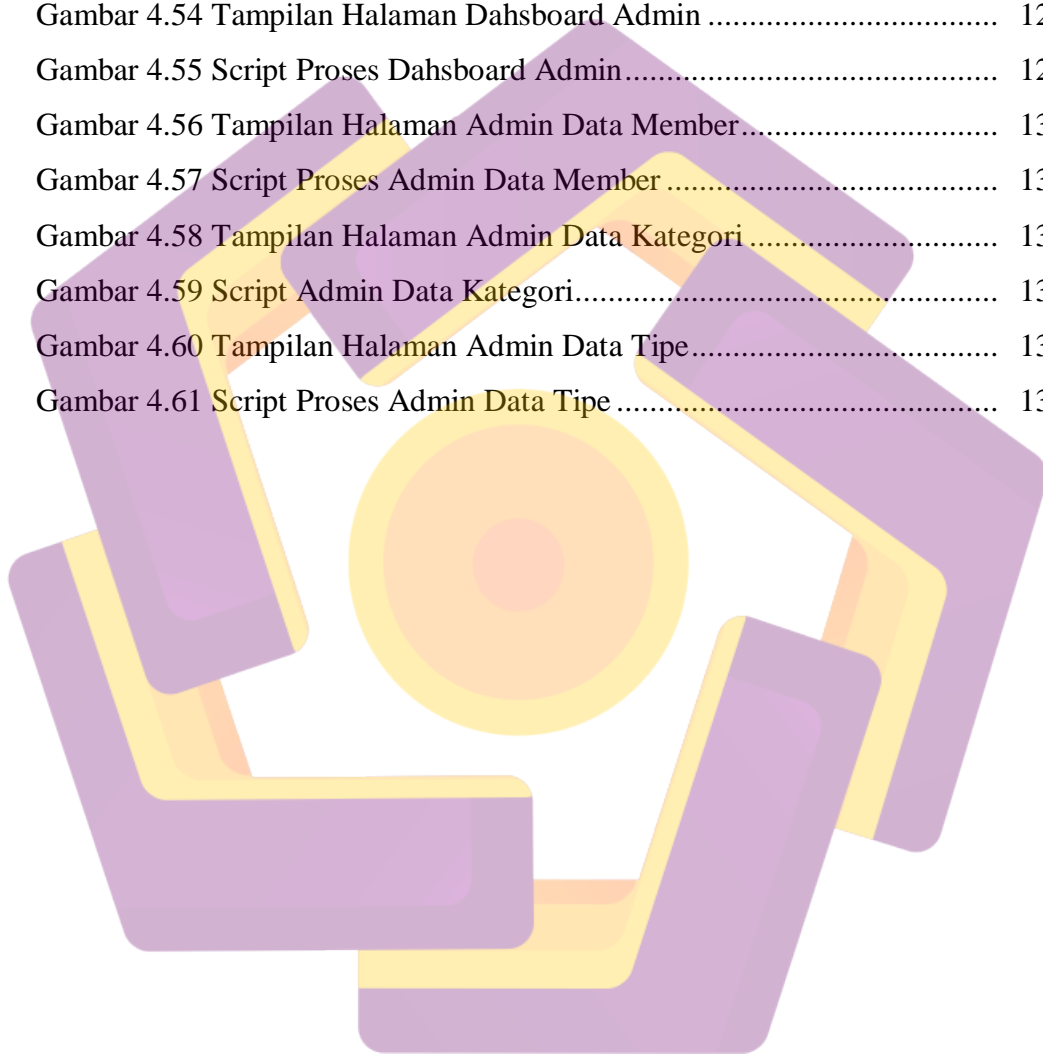 Gambar 4.54 Tampilan Halaman Dahsboard Admin .................................... 12
Gambar 4.55 Script Proses Dahsboard Admin .............................................. 12
Gambar 4.56 Tampilan Halaman Admin Data Member ............................... 13
Gambar 4.57 Script Proses Admin Data Member ......................................... 13
Gambar 4.58 Tampilan Halaman Admin Data Kategori ............................... 13
Gambar 4.59 Script Admin Data Kategori .................................................... 13
Gambar 4.60 Tampilan Halaman Admin Data Tipe ...................................... 13
Gambar 4.61 Script Proses Admin Data Tipe ............................................... 13